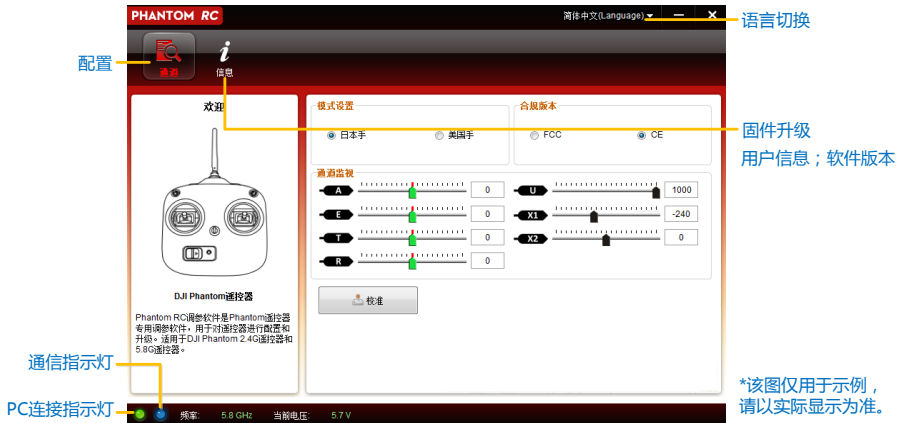 PHANTOM RC
简体中文(Language)
语言切换
配置
通道
信息
欢迎
DJI Phantom遥控器
Phantom RC调参软件是Phantom遥控器
专用调参软件，用于对遥控器进行配置和
升级。适用于DJI Phantom 2.4G遥控器和
5.8G遥控器。
模式设置
日本手 美国手
合规版本
FCC CE
固件升级
用户信息；软件版本
通道监视
A 0
E 0
T 0
R 0
U 1000
X1 -240
X2 0
校准
通信指示灯
PC连接指示灯
频率: 5.8 GHz 当前电压: 5.7 V
*该图仅用于示例，
请以实际显示为准。